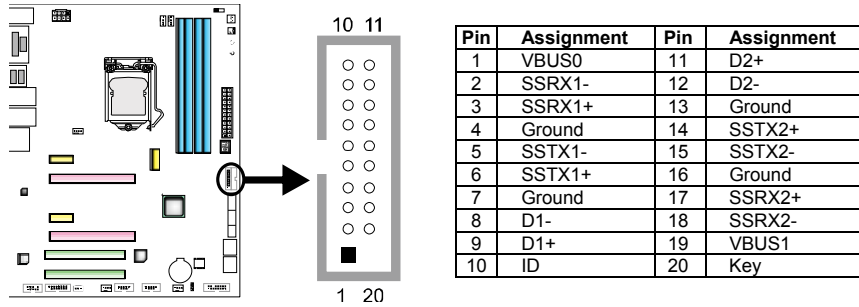 10 11
1 20
Pin Assignment Pin Assignment
1 VBUS0 11 D2+
2 SSRX1- 12 D2-
3 SSRX1+ 13 Ground
4 Ground 14 SSTX2+
5 SSTX1- 15 SSTX2-
6 SSTX1+ 16 Ground
7 Ground 17 SSRX2+
8 D1- 18 SSRX2-
9 D1+ 19 VBUS1
10 ID 20 Key